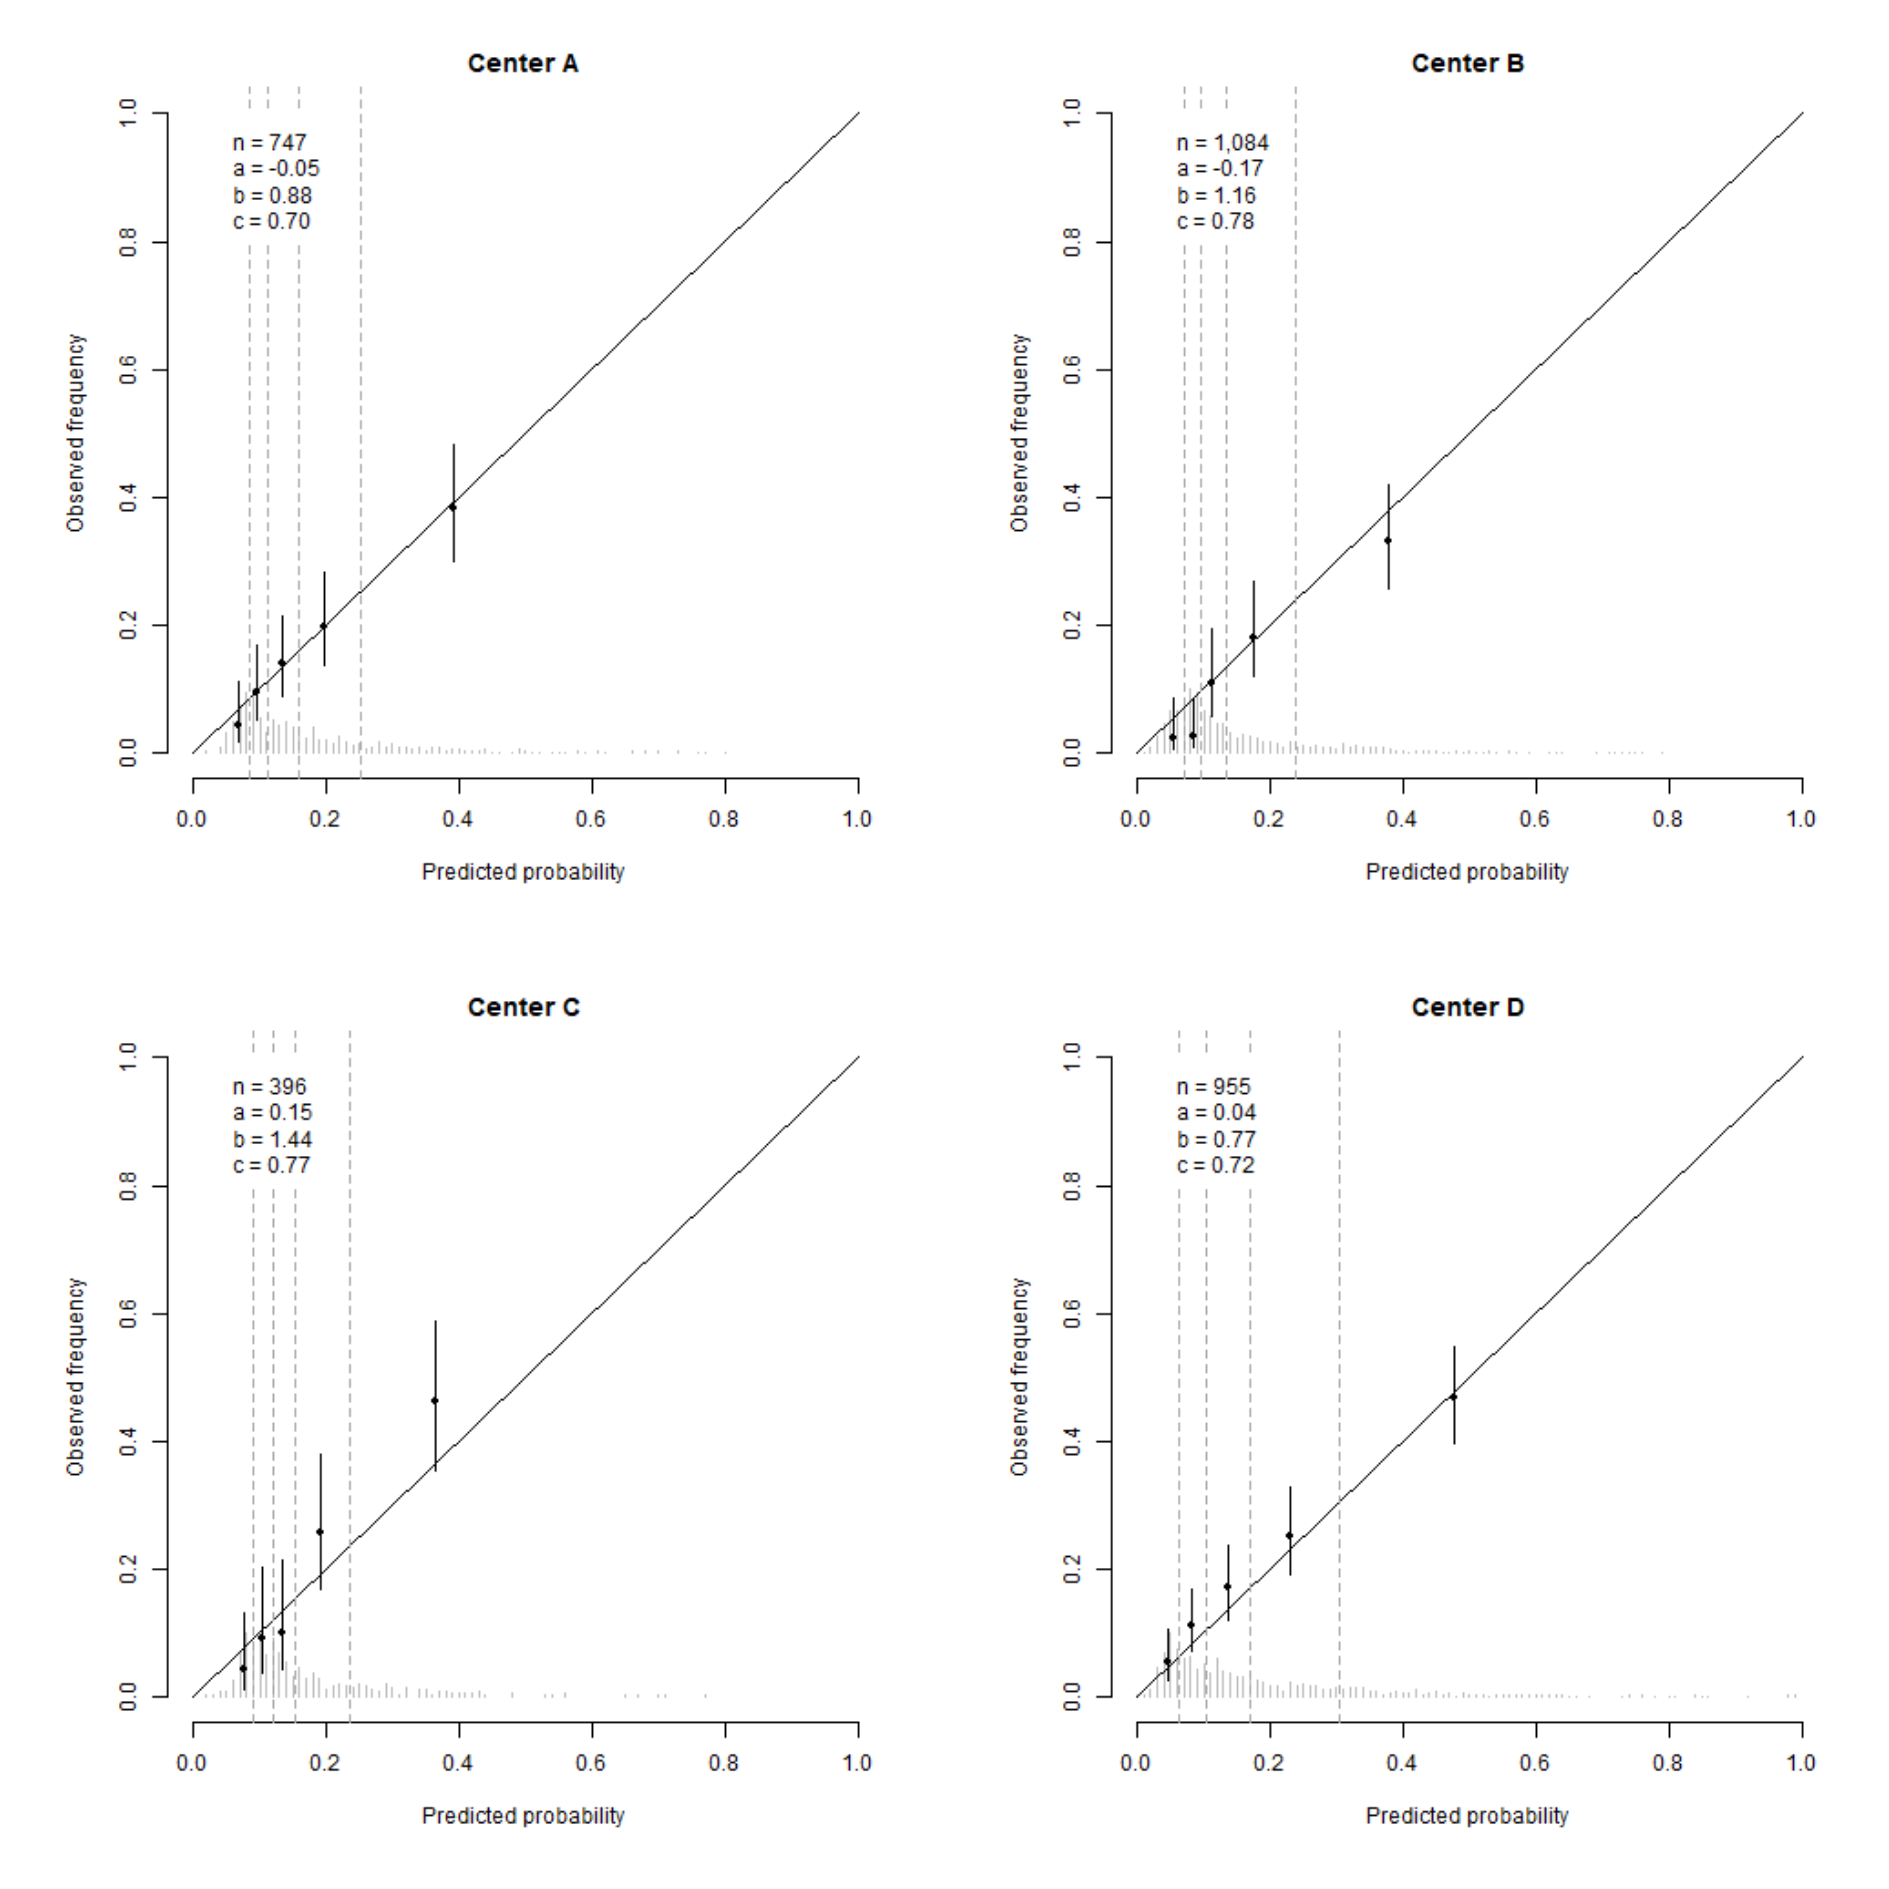 Center A
n = 747
a = -0.05
b = 0.88
c = 0.70
1.0
0.8
0.6
0.4
0.2
0.0
Observed frequency
0.0 0.2 0.4 0.6 0.8 1.0
Predicted probability
Center B
n = 1,084
a = -0.17
b = 1.16
c = 0.78
1.0
0.8
0.6
0.4
0.2
0.0
Observed frequency
0.0 0.2 0.4 0.6 0.8 1.0
Predicted probability
Center C
n = 396
a = 0.15
b = 1.44
c = 0.77
1.0
0.8
0.6
0.4
0.2
0.0
Observed frequency
0.0 0.2 0.4 0.6 0.8 1.0
Predicted probability
Center D
n = 955
a = 0.04
b = 0.77
c = 0.72
1.0
0.8
0.6
0.4
0.2
0.0
Observed frequency
0.0 0.2 0.4 0.6 0.8 1.0
Predicted probability